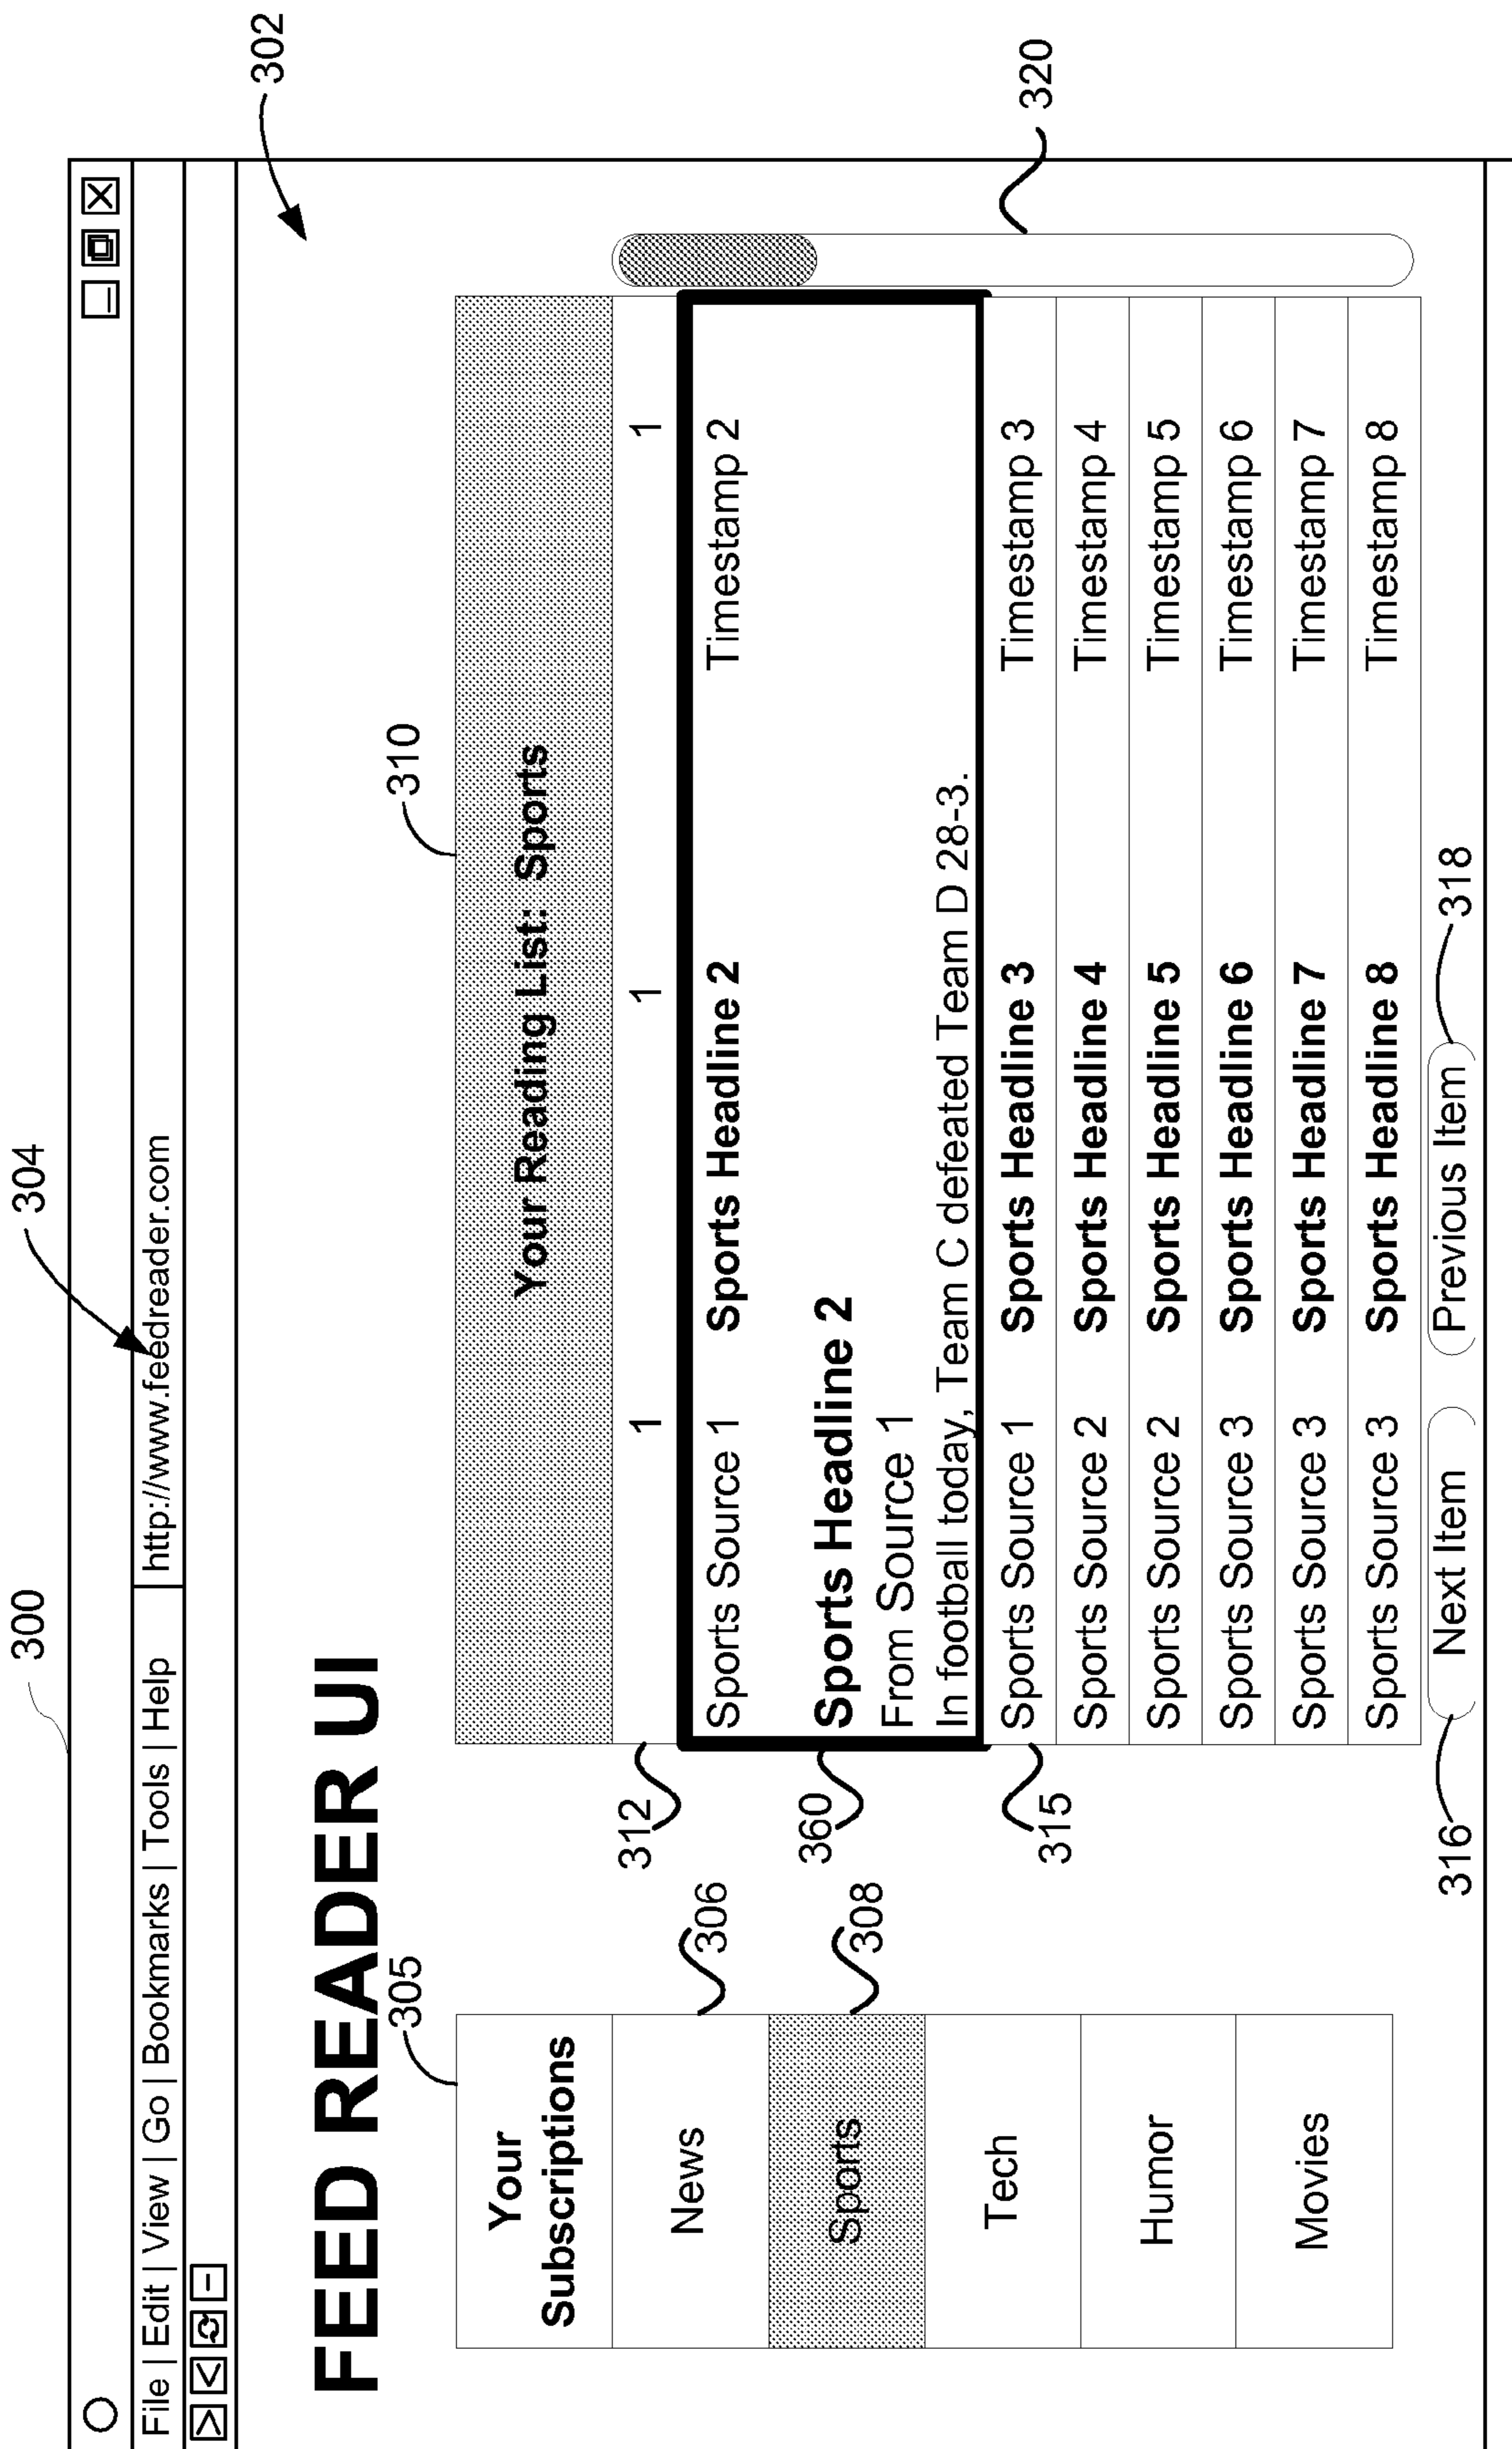 300
304
302
File | Edit | View | Go | Bookmarks | Tools | Help
http://www.feedreader.com
FEED READER UI
305
310
Your
Subscriptions
News
Sports
Tech
Humor
Movies
306
308
Your Reading List: Sports
312
1 1 1
360
Sports Source 1 Sports Headline 2 Timestamp 2
Sports Headline 2
From Source 1
In football today, Team C defeated Team D 28-3.
315
Sports Source 1 Sports Headline 3 Timestamp 3
Sports Source 2 Sports Headline 4 Timestamp 4
Sports Source 2 Sports Headline 5 Timestamp 5
Sports Source 3 Sports Headline 6 Timestamp 6
Sports Source 3 Sports Headline 7 Timestamp 7
Sports Source 3 Sports Headline 8 Timestamp 8
320
316
Next Item
Previous Item
318